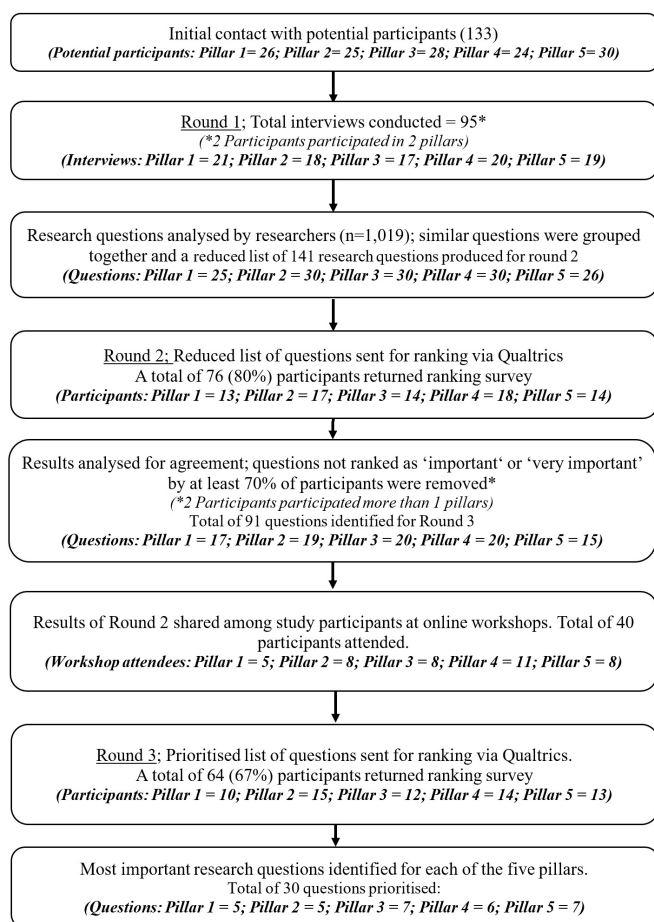 Initial contact with potential participants (133)
(Potential participants: Pillar 1= 26; Pillar 2= 25; Pillar 3= 28; Pillar 4= 24; Pillar 5= 30)
Round 1; Total interviews conducted = 95*
(*2 Participants participated in 2 pillars)
(Interviews: Pillar 1 = 21; Pillar 2 = 18; Pillar 3 = 17; Pillar 4 = 20; Pillar 5 = 19)
Research questions analysed by researchers (n=1,019); similar questions were grouped
together and a reduced list of 141 research questions produced for round 2
(Questions: Pillar 1 = 25; Pillar 2 = 30; Pillar 3 = 30; Pillar 4 = 30; Pillar 5 = 26)
Round 2; Reduced list of questions sent for ranking via Qualtrics
A total of 76 (80%) participants returned ranking survey
(Participants: Pillar 1 = 13; Pillar 2 = 17; Pillar 3 = 14; Pillar 4 = 18; Pillar 5 = 14)
Results analysed for agreement; questions not ranked as ‘important‘ or ‘very important’
by at least 70% of participants were removed*
(*2 Participants participated more than 1 pillars)
Total of 91 questions identified for Round 3
(Questions: Pillar 1 = 17; Pillar 2 = 19; Pillar 3 = 20; Pillar 4 = 20; Pillar 5 = 15)
Results of Round 2 shared among study participants at online workshops. Total of 40
participants attended.
(Workshop attendees: Pillar 1 = 5; Pillar 2 = 8; Pillar 3 = 8; Pillar 4 = 11; Pillar 5 = 8)
Round 3; Prioritised list of questions sent for ranking via Qualtrics.
A total of 64 (67%) participants returned ranking survey
(Participants: Pillar 1 = 10; Pillar 2 = 15; Pillar 3 = 12; Pillar 4 = 14; Pillar 5 = 13)
Most important research questions identified for each of the five pillars.
Total of 30 questions prioritised:
(Questions: Pillar 1 = 5; Pillar 2 = 5; Pillar 3 = 7; Pillar 4 = 6; Pillar 5 = 7)